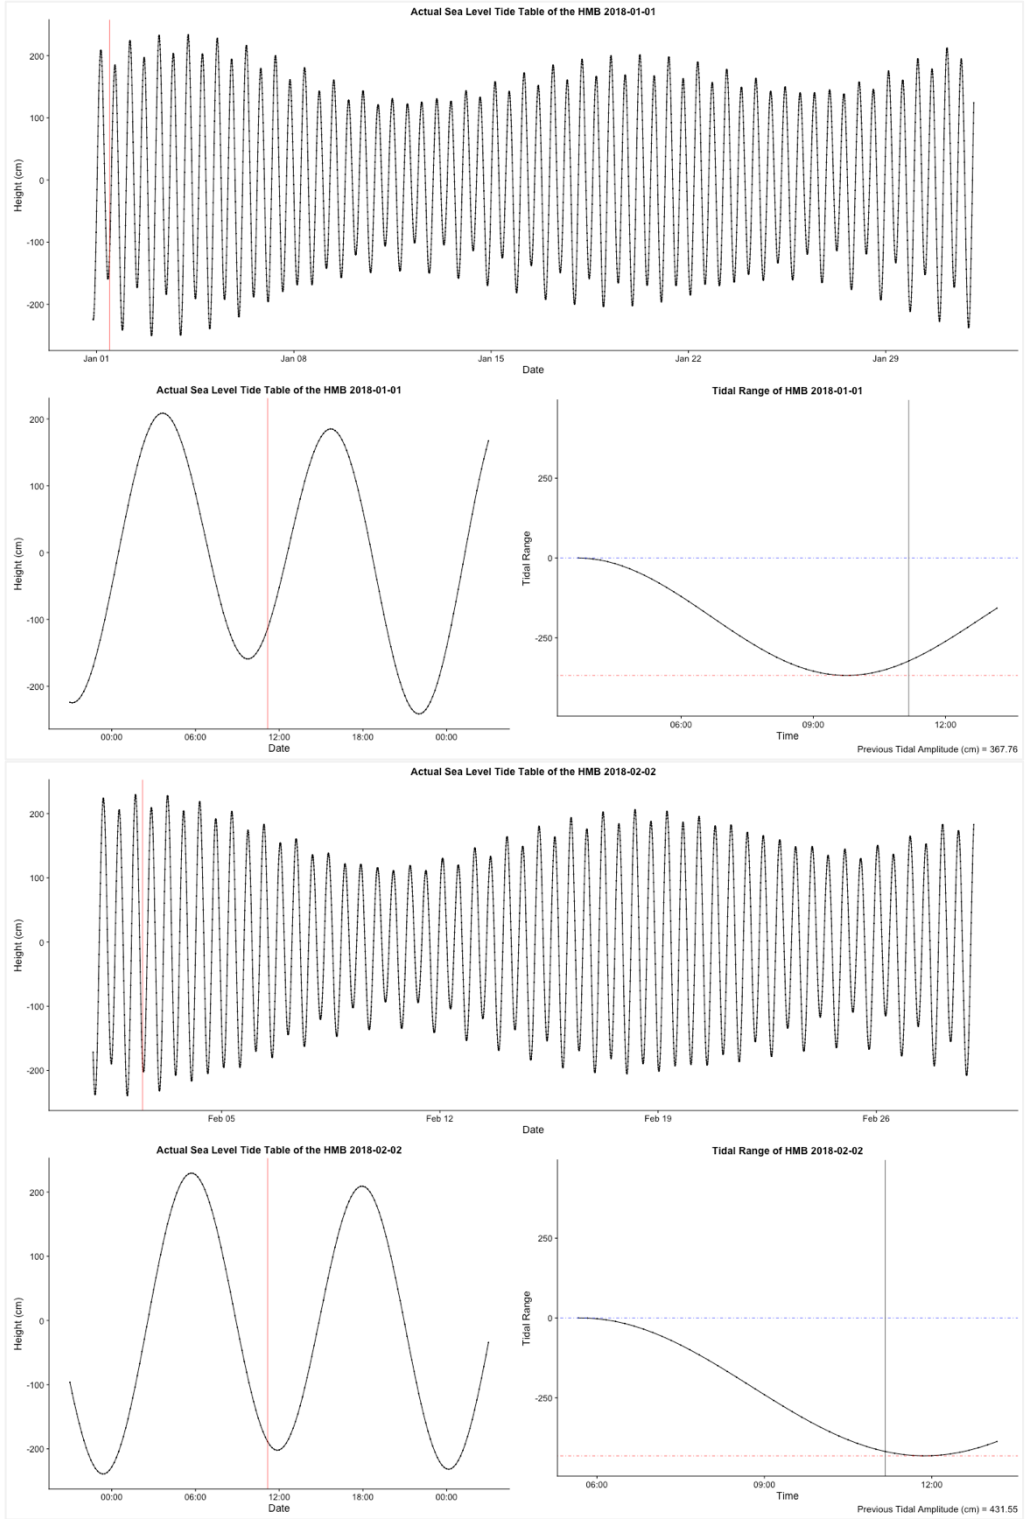 Actual Sea Level Tide Table of the HMB 2018-01-01
Height (cm)
200
100
0
-100
-200
Jan 01 Jan 08 Jan 15 Jan 22 Jan 29
Date
Actual Sea Level Tide Table of the HMB 2018-01-01
Height (cm)
200
100
0
-100
-200
00:00 06:00 12:00 18:00 00:00
Date
Tidal Range of HMB 2018-01-01
Tidal Range
250
0
-250
06:00 09:00 12:00
Time
Previous Tidal Amplitude (cm) = 367.76
Actual Sea Level Tide Table of the HMB 2018-02-02
Height (cm)
200
100
0
-100
-200
Feb 05 Feb 12 Feb 19 Feb 26
Date
Actual Sea Level Tide Table of the HMB 2018-02-02
Height (cm)
200
100
0
-100
-200
00:00 06:00 12:00 18:00 00:00
Date
Tidal Range of HMB 2018-02-02
Tidal Range
250
0
-250
06:00 09:00 12:00
Time
Previous Tidal Amplitude (cm) = 431.55